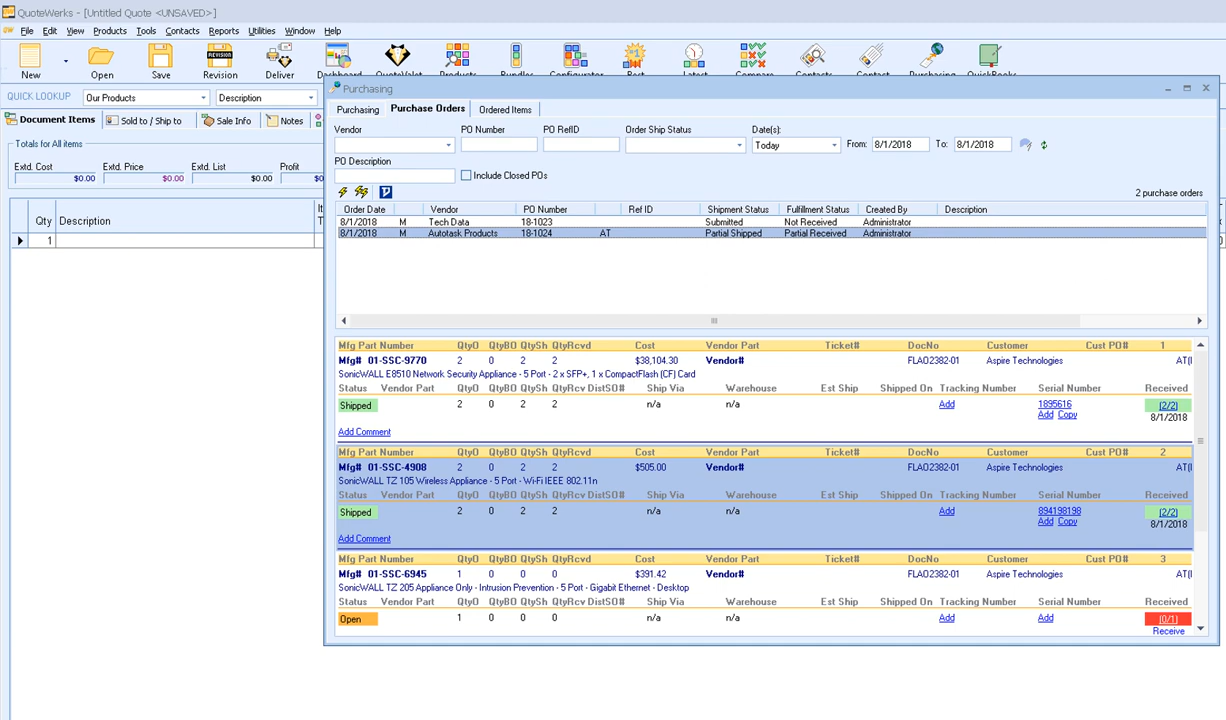 QuoteWerks - [Untitled Quote <UNSAVED>]
File Edit View Products Tools Contacts Reports Utilities Window Help
New Open Save Revision Deliver Dashboard QuoteValet Products Bundles Configurator Best Latest Compare Contacts Contact Purchasing QuickBooks
REVISION
QUICK LOOKUP Our Products Description
Document Items Sold to / Ship to Sale Info Notes
Totals for All items
Extd. Cost Extd. Price Extd. List Profit
$0.00 $0.00 $0.00 $0
Qty Description
1
Purchasing
Purchasing Purchase Orders Ordered Items
Vendor PO Number PO RefID Order Ship Status Date(s):
Today From: 8/1/2018 To: 8/1/2018
PO Description
Include Closed POs
2 purchase orders
Order Date Vendor PO Number Ref ID Shipment Status Fulfillment Status Created By Description
8/1/2018 M Tech Data 18-1023 Submitted Not Received Administrator
8/1/2018 M Autotask Products 18-1024 AT Partial Shipped Partial Received Administrator
Mfg Part Number QtyO QtyBO QtySh QtyRcvd Cost Vendor Part Ticket# DocNo Customer Cust PO# 1
Mfg# 01-SSC-9770 2 0 2 2 $38,104.30 Vendor# FLAO2382-01 Aspire Technologies AT(I
SonicWALL E8510 Network Security Appliance - 5 Port - 2 x SFP+, 1 x CompactFlash (CF) Card
Status Vendor Part QtyO QtyBO QtySh QtyRcv DistSO# Ship Via Warehouse Est Ship Shipped On Tracking Number Serial Number Received
Shipped 2 0 2 2 n/a n/a Add 1895616 [2/2]
Add Copy 8/1/2018
Add Comment
Mfg Part Number QtyO QtyBO QtySh QtyRcvd Cost Vendor Part Ticket# DocNo Customer Cust PO# 2
Mfg# 01-SSC-4908 2 0 2 2 $505.00 Vendor# FLAO2382-01 Aspire Technologies AT(I
SonicWALL TZ 105 Wireless Appliance - 5 Port - Wi-Fi IEEE 802.11n
Status Vendor Part QtyO QtyBO QtySh QtyRcv DistSO# Ship Via Warehouse Est Ship Shipped On Tracking Number Serial Number Received
Shipped 2 0 2 2 n/a n/a Add 894198198 [2/2]
Add Copy 8/1/2018
Add Comment
Mfg Part Number QtyO QtyBO QtySh QtyRcvd Cost Vendor Part Ticket# DocNo Customer Cust PO# 3
Mfg# 01-SSC-6945 1 0 0 0 $391.42 Vendor# FLAO2382-01 Aspire Technologies AT(I
SonicWALL TZ 205 Appliance Only - Intrusion Prevention - 5 Port - Gigabit Ethernet - Desktop
Status Vendor Part QtyO QtyBO QtySh QtyRcv DistSO# Ship Via Warehouse Est Ship Shipped On Tracking Number Serial Number Received
Open 1 0 0 0 n/a n/a Add Add [0/1]
Receive